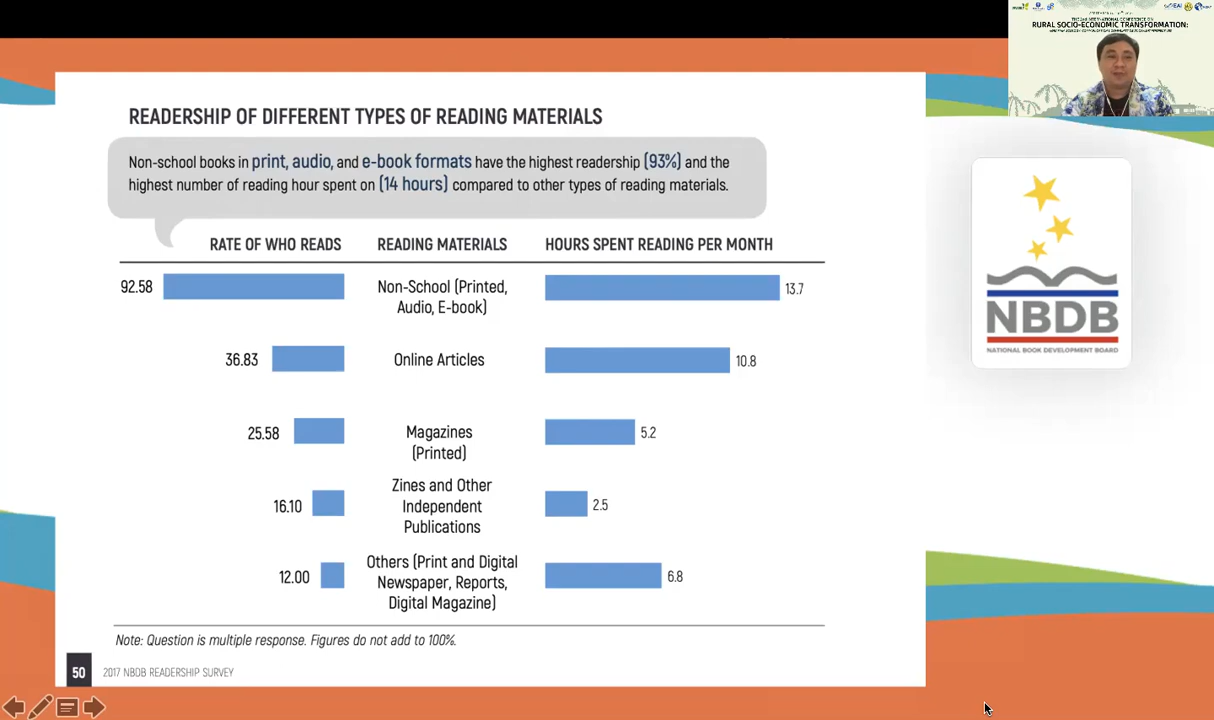 RURAL SOCIO-ECONOMIC TRANSFORMATION:
READERSHIP OF DIFFERENT TYPES OF READING MATERIALS
Non-school books in print, audio, and e-book formats have the highest readership (93%) and the
highest number of reading hour spent on (14 hours) compared to other types of reading materials.
RATE OF WHO READS READING MATERIALS HOURS SPENT READING PER MONTH
92.58 Non-School (Printed, 13.7
Audio, E-book)
36.83 Online Articles 10.8
25.58 Magazines 5.2
(Printed)
Zines and Other
16.10 Independent 2.5
Publications
Others (Print and Digital
12.00 Newspaper, Reports, 6.8
Digital Magazine)
Note: Question is multiple response. Figures do not add to 100%.
50 2017 NBDB READERSHIP SURVEY
NBDB
NATIONAL BOOK DEVELOPMENT BOARD